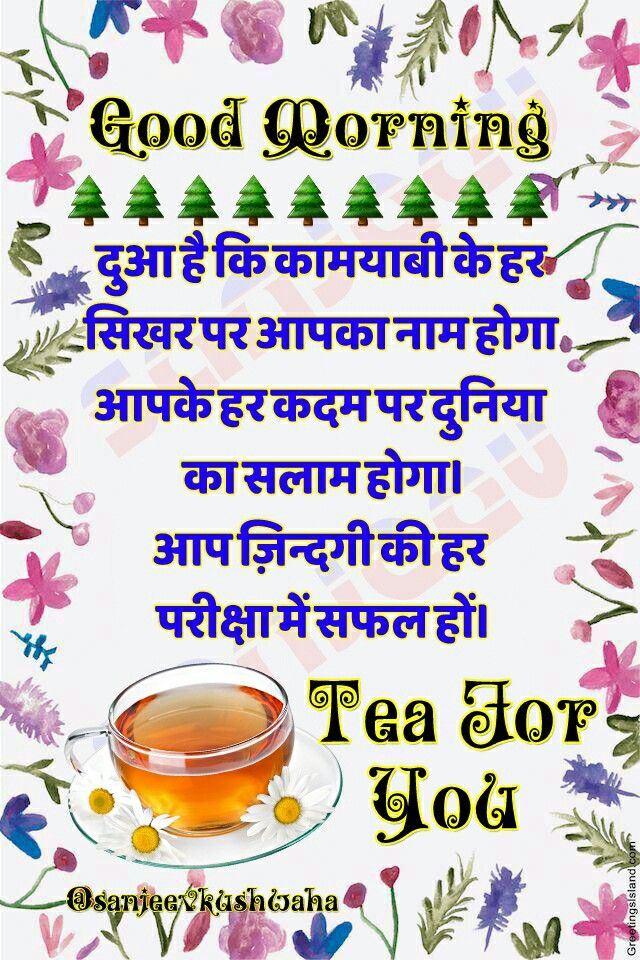 Good Morning
दुआ है कि कामयाबी के हर
सिखर पर आपका नाम होगा
आपके हर कदम पर दुनिया
का सलाम होगा।
आप ज़िन्दगी की हर
परीक्षा में सफल हों।
Tea For
You
@sanjeevkushwaha
GreetingsIsland.com